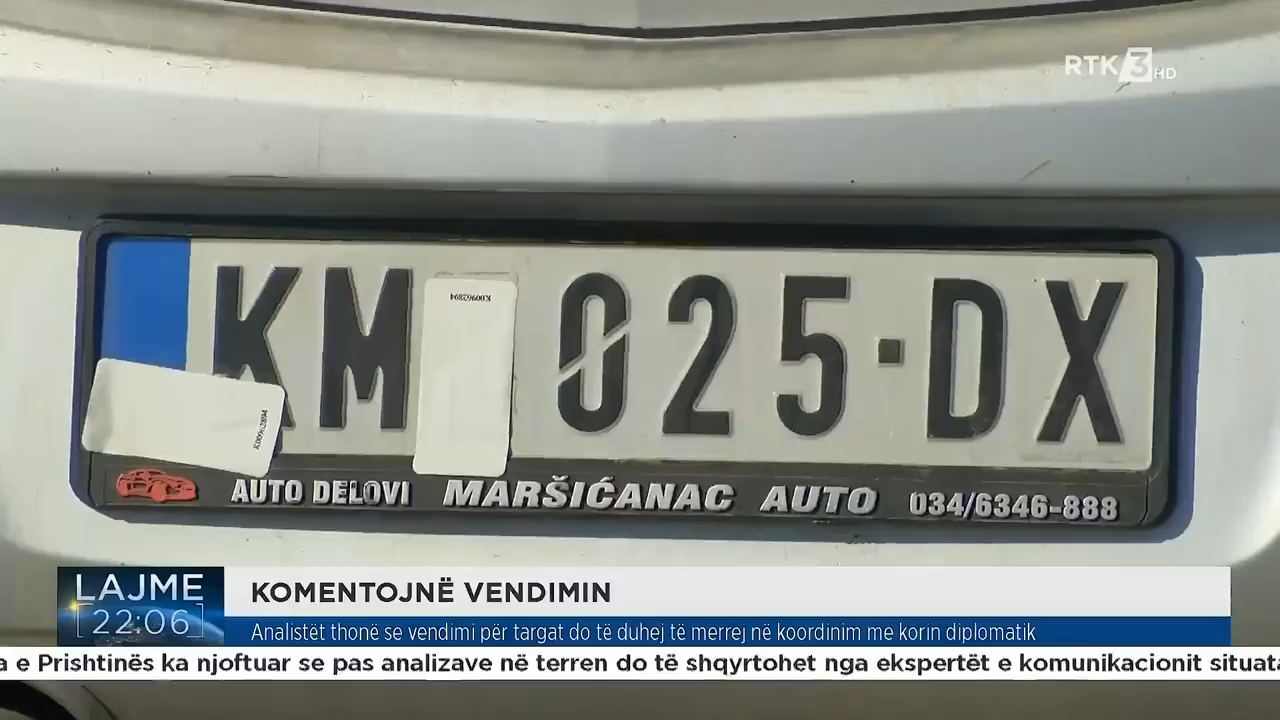 RTK 3 HD
KM 025·DX
K00962894
K00962894
AUTO DELOVI MARŠIĆANAC AUTO 034/6346-888
LAJME
22:06
KOMENTOJNË VENDIMIN
Analistët thonë se vendimi për targat do të duhej të merrej në koordinim me korin diplomatik
a e Prishtinës ka njoftuar se pas analizave në terren do të shqyrtohet nga ekspertët e komunikacionit situata